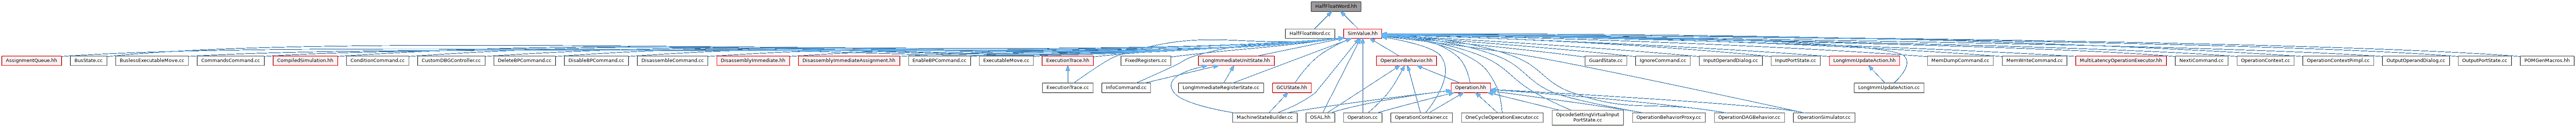 HalfFloatWord.hh
HalfFloatWord.cc
SimValue.hh
AssignmentQueue.hh
BusState.cc
BuslessExecutableMove.cc
CommandsCommand.cc
CompiledSimulation.hh
ConditionCommand.cc
CustomDBGController.cc
DeleteBPCommand.cc
DisableBPCommand.cc
DisassembleCommand.cc
DisassemblyImmediate.hh
DisassemblyImmediateAssignment.hh
EnableBPCommand.cc
ExecutableMove.cc
ExecutionTrace.hh
FixedRegisters.cc
LongImmediateUnitState.hh
OperationBehavior.hh
GuardState.cc
IgnoreCommand.cc
InputOperandDialog.cc
InputPortState.cc
LongImmUpdateAction.hh
MemDumpCommand.cc
MemWriteCommand.cc
MultiLatencyOperationExecutor.hh
NextiCommand.cc
OperationContext.cc
OperationContextPimpl.cc
OutputOperandDialog.cc
OutputPortState.cc
POMGenMacros.hh
ExecutionTrace.cc
InfoCommand.cc
LongImmediateRegisterState.cc
GCUState.hh
Operation.hh
LongImmUpdateAction.cc
MachineStateBuilder.cc
OSAL.hh
Operation.cc
OperationContainer.cc
OneCycleOperationExecutor.cc
OpcodeSettingVirtualInput
PortState.cc
OperationBehaviorProxy.cc
OperationDAGBehavior.cc
OperationSimulator.cc